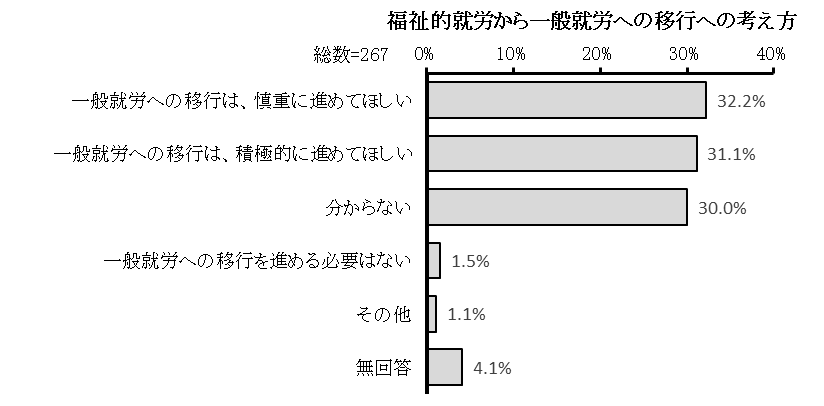 福祉的就労から一般就労への移行への考え方
総数=267 0% 10% 20% 30% 40%
一般就労への移行は、慎重に進めてほしい 32.2%
一般就労への移行は、積極的に進めてほしい 31.1%
分からない 30.0%
一般就労への移行を進める必要はない 1.5%
その他 1.1%
無回答 4.1%